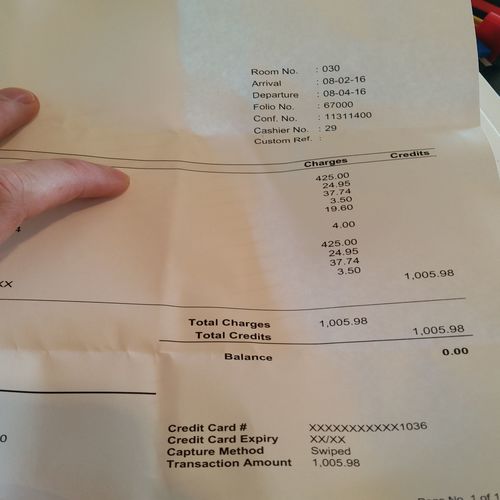 Room No. : 030
Arrival : 08-02-16
Departure : 08-04-16
Folio No. : 67000
Conf. No. : 11311400
Cashier No. : 29
Custom Ref. :
Charges Credits
425.00
24.95
37.74
3.50
19.60
4
4.00
425.00
24.95
37.74
3.50
XX 1,005.98
Total Charges 1,005.98
Total Credits 1,005.98
Balance 0.00
0
Credit Card # XXXXXXXXXXXX1036
Credit Card Expiry XX/XX
Capture Method Swiped
Transaction Amount 1,005.98
Page No. 1 of 1